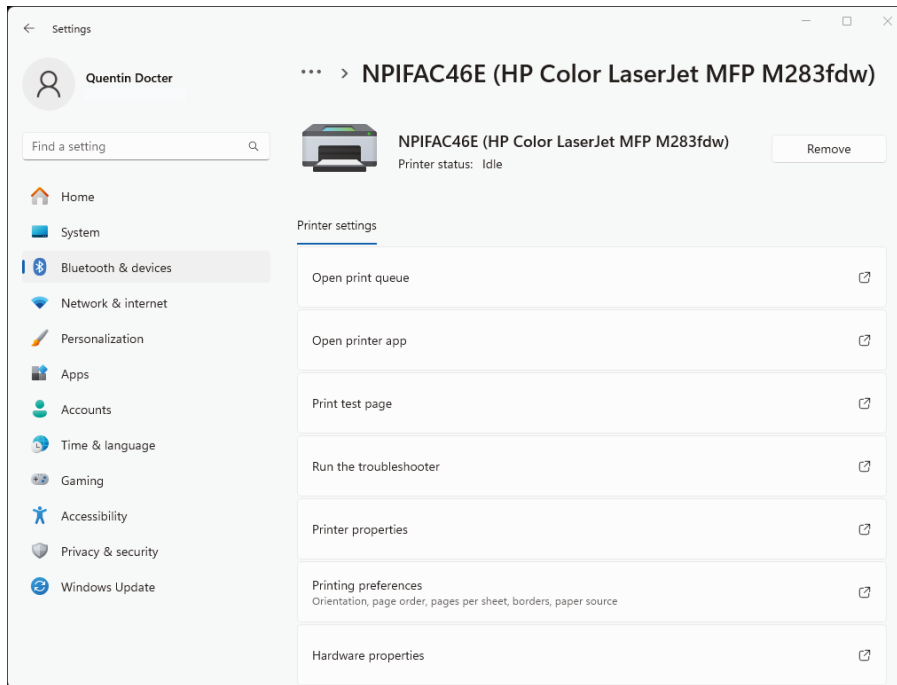 Settings
Quentin Docter
Find a setting
Home
System
Bluetooth & devices
Network & internet
Personalization
Apps
Accounts
Time & language
Gaming
Accessibility
Privacy & security
Windows Update
... > NPIFAC46E (HP Color LaserJet MFP M283fdw)
NPIFAC46E (HP Color LaserJet MFP M283fdw)
Printer status: Idle
Remove
Printer settings
Open print queue
Open printer app
Print test page
Run the troubleshooter
Printer properties
Printing preferences
Orientation, page order, pages per sheet, borders, paper source
Hardware properties